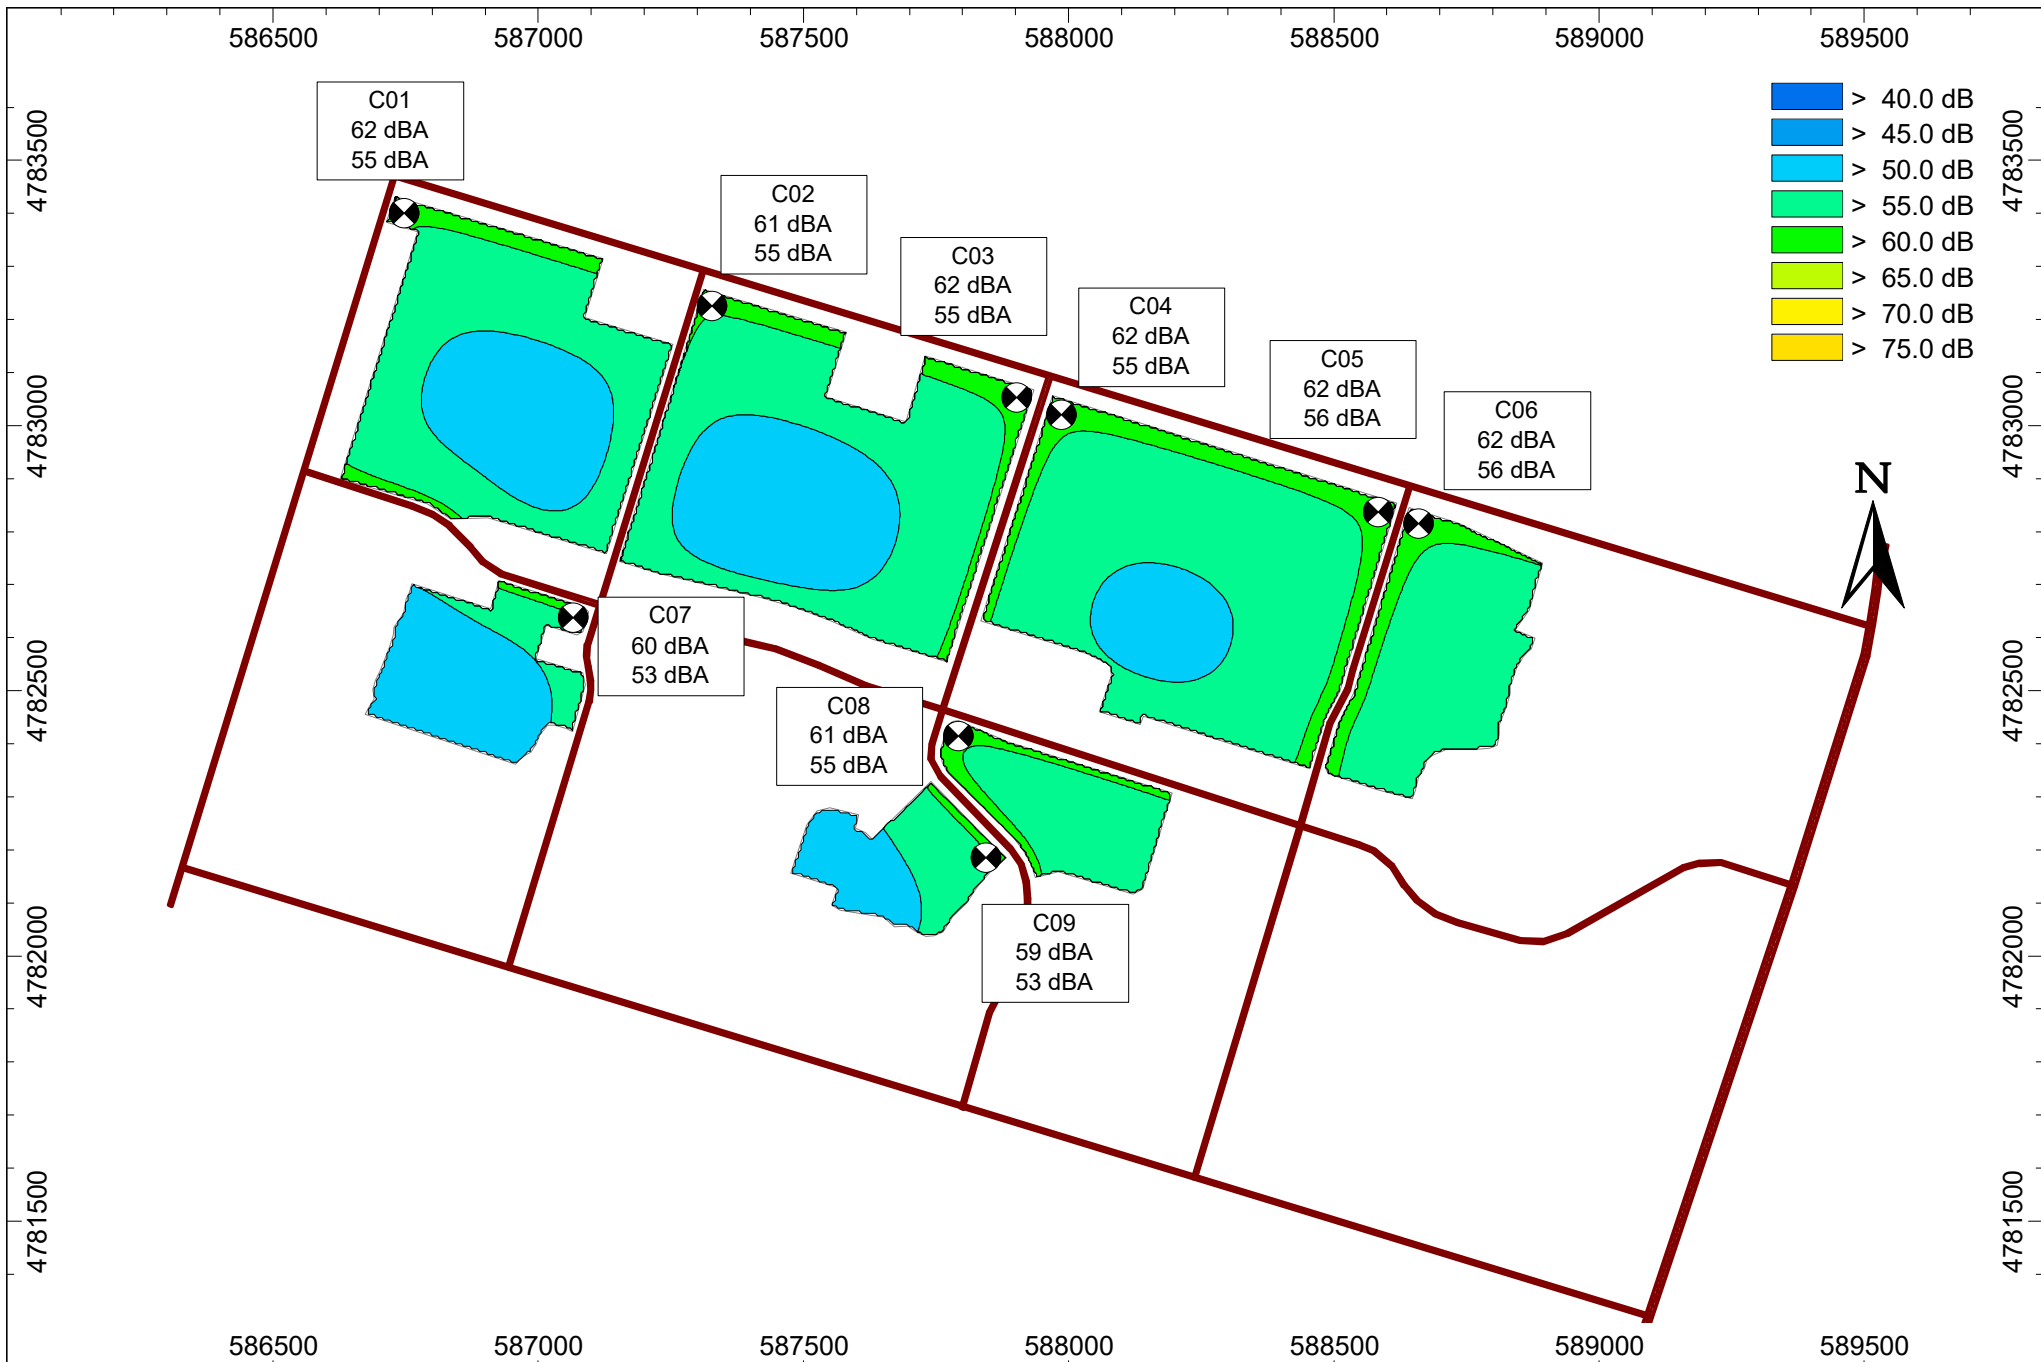 586500 587000 587500 588000 588500 589000 589500
> 40.0 dB
> 45.0 dB
> 50.0 dB
> 55.0 dB
> 60.0 dB
> 65.0 dB
> 70.0 dB
> 75.0 dB
C01
62 dBA
55 dBA
C02
61 dBA
55 dBA
C03
62 dBA
55 dBA
C04
62 dBA
55 dBA
C05
62 dBA
56 dBA
C06
62 dBA
56 dBA
N
C07
60 dBA
53 dBA
C08
61 dBA
55 dBA
C09
59 dBA
53 dBA
4783500
4783000
4782500
4782000
4781500
4783500
4783000
4782500
4782000
4781500
586500 587000 587500 588000 588500 589000 589500